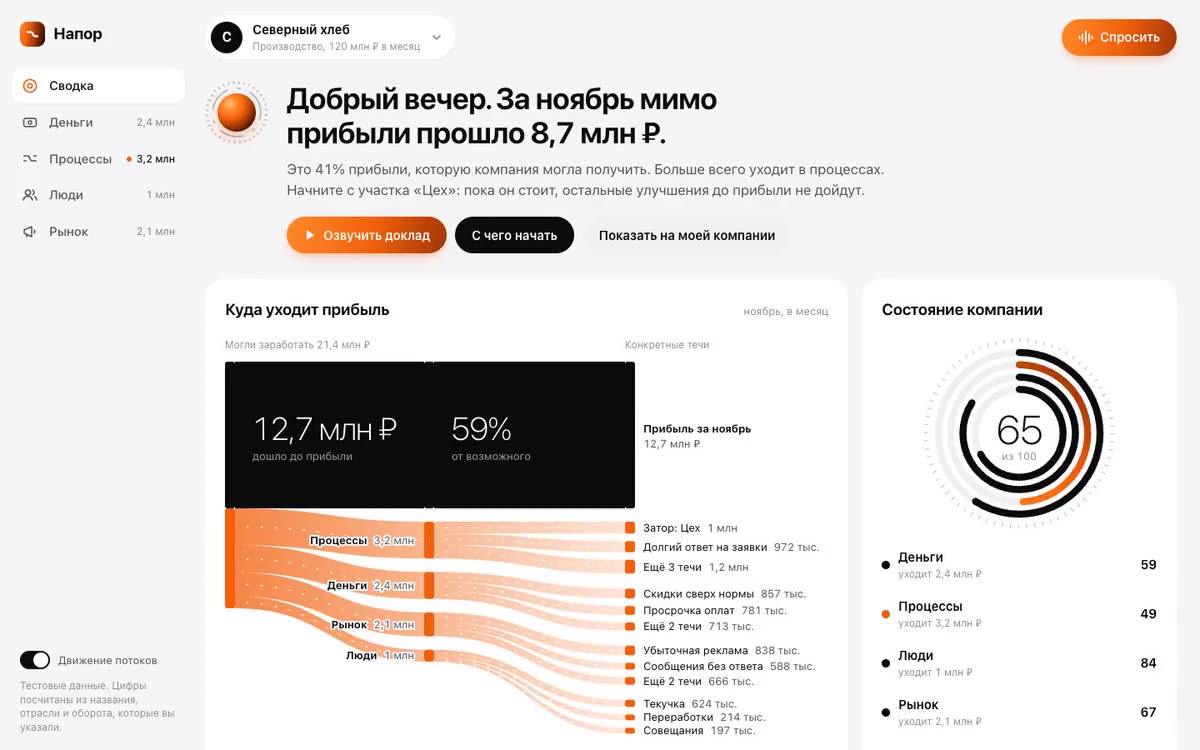 Напор
Сводка
Деньги 2,4 млн
Процессы 3,2 млн
Люди 1 млн
Рынок 2,1 млн
Движение потоков
Тестовые данные. Цифры
посчитаны из названия,
отрасли и оборота, которые вы
указали.
С
Северный хлеб
Производство, 120 млн ₽ в месяц
Спросить
Добрый вечер. За ноябрь мимо
прибыли прошло 8,7 млн ₽.
Это 41% прибыли, которую компания могла получить. Больше всего уходит в процессах.
Начните с участка «Цех»: пока он стоит, остальные улучшения до прибыли не дойдут.
Озвучить доклад
С чего начать
Показать на моей компании
Куда уходит прибыль
ноябрь, в месяц
Могли заработать 21,4 млн ₽
Конкретные течи
12,7 млн ₽
дошло до прибыли
59%
от возможного
Прибыль за ноябрь
12,7 млн ₽
Процессы 3,2 млн
Деньги 2,4 млн
Рынок 2,1 млн
Люди 1 млн
Затор: Цех 1 млн
Долгий ответ на заявки 972 тыс.
Ещё 3 течи 1,2 млн
Скидки сверх нормы 857 тыс.
Просрочка оплат 781 тыс.
Ещё 2 течи 713 тыс.
Убыточная реклама 838 тыс.
Сообщения без ответа 588 тыс.
Ещё 2 течи 666 тыс.
Текучка 624 тыс.
Переработки 214 тыс.
Совещания 197 тыс.
Состояние компании
65
из 100
Деньги 59
уходит 2,4 млн ₽
Процессы 49
уходит 3,2 млн ₽
Люди 84
уходит 1 млн ₽
Рынок 67
уходит 2,1 млн ₽